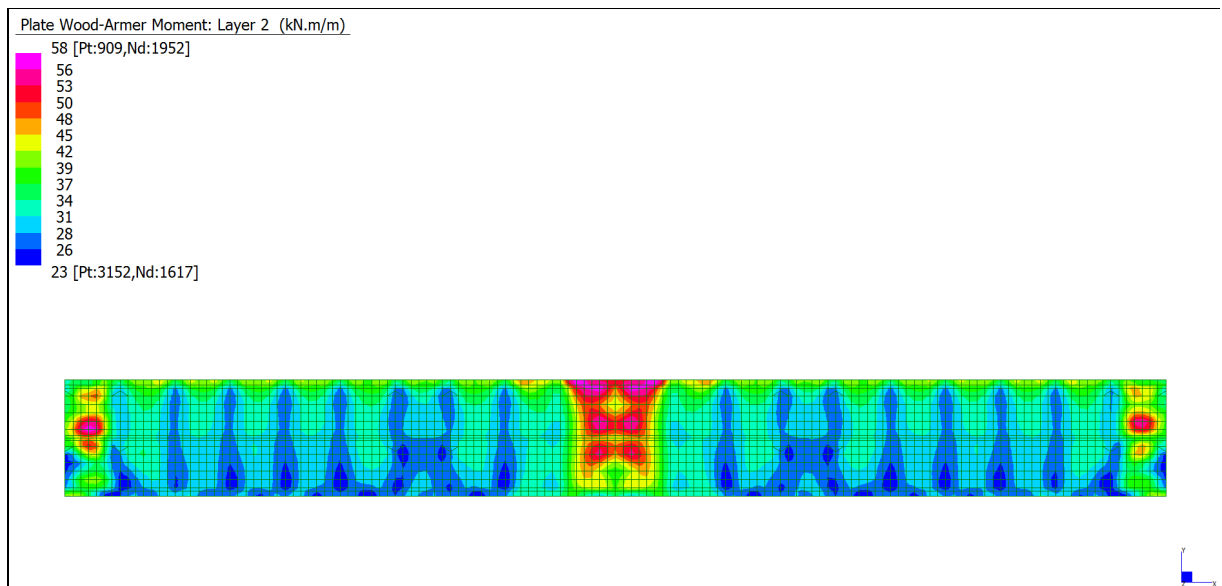 Plate Wood-Armer Moment: Layer 2 (kN.m/m)
58 [Pt:909,Nd:1952]
56
53
50
48
45
42
39
37
34
31
28
26
23 [Pt:3152,Nd:1617]
Y
Z X